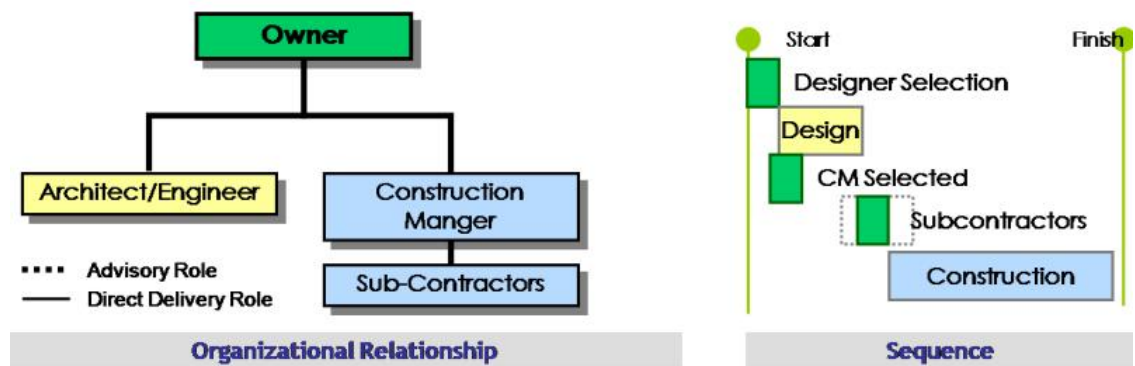 Owner
Architect/Engineer
Construction
Manger
Sub-Contractors
Advisory Role
Direct Delivery Role
Organizational Relationship
Start
Finish
Designer Selection
Design
CM Selected
Subcontractors
Construction
Sequence